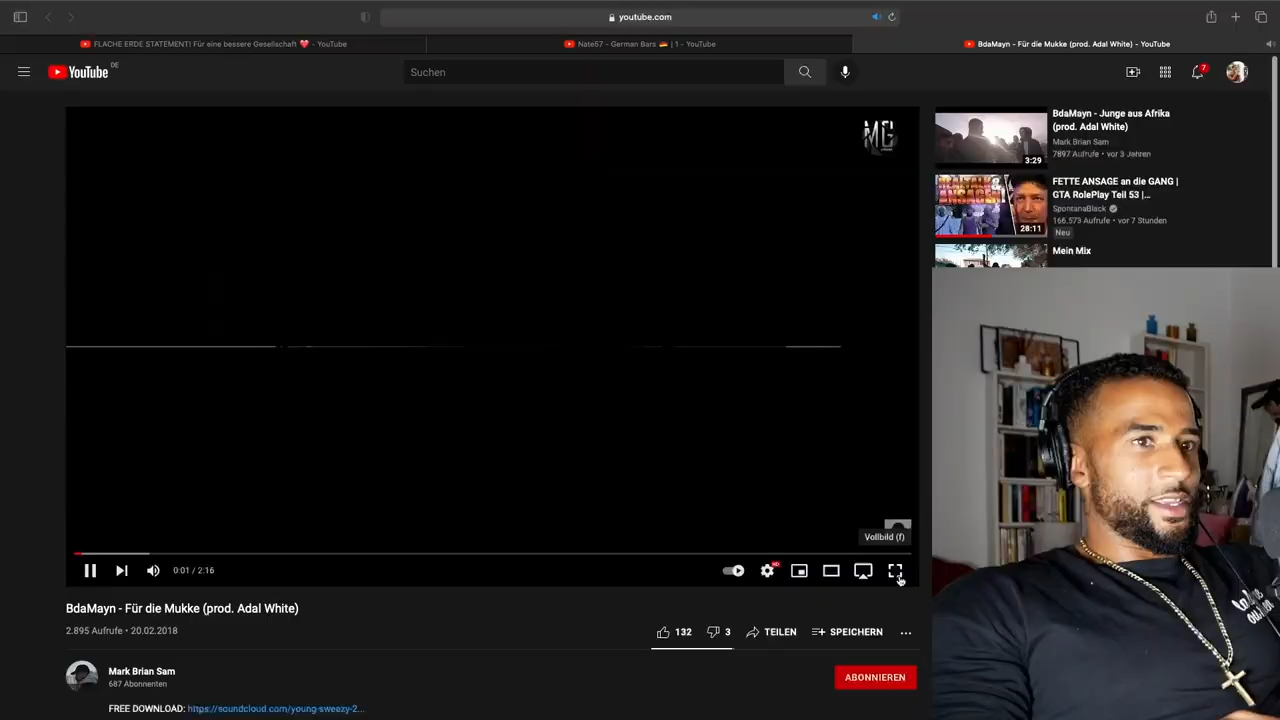 youtube.com
FLACHE ERDE STATEMENT! Für eine bessere Gesellschaft ❤️ - YouTube
Nate57 - German Bars 🇩🇪 | 1 - YouTube
BdaMayn - Für die Mukke (prod. Adal White) - YouTube
YouTube DE
Suchen
7
MG
BdaMayn - Junge aus Afrika
(prod. Adal White)
Mark Brian Sam
7897 Aufrufe • vor 3 Jahren
3:29
FETTE ANSAGE an die GANG |
GTA RolePlay Teil 53 |...
SpontanaBlack
166.573 Aufrufe • vor 7 Stunden
Neu
28:11
Mein Mix
Vollbild (f)
0:01 / 2:16
HD
BdaMayn - Für die Mukke (prod. Adal White)
2.895 Aufrufe • 20.02.2018
132
3
TEILEN
SPEICHERN
Mark Brian Sam
687 Abonnenten
ABONNIEREN
FREE DOWNLOAD: https://soundcloud.com/young-sweezy-2...